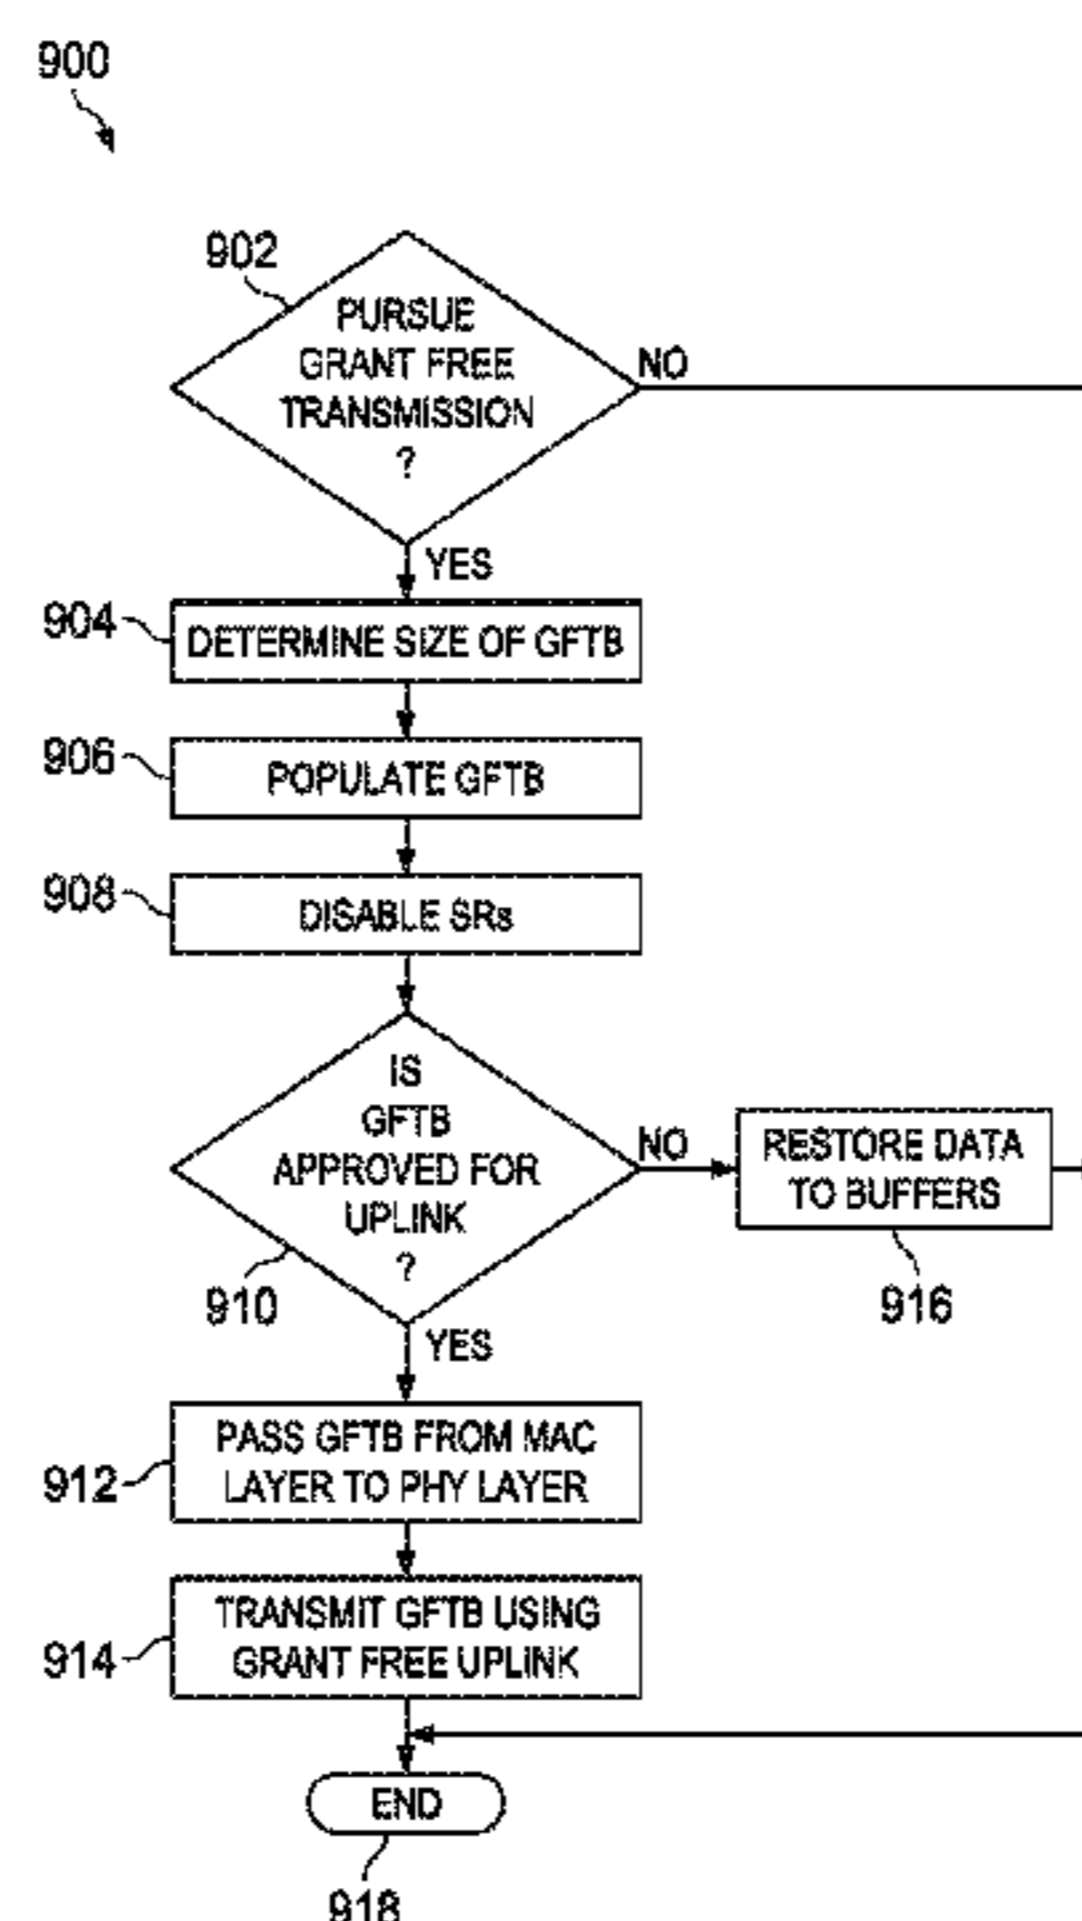 900
902
PURSUE
GRANT FREE
TRANSMISSION
?
NO
YES
904
DETERMINE SIZE OF GFTB
906
POPULATE GFTB
908
DISABLE SRs
IS
GFTB
APPROVED FOR
UPLINK
?
NO
910
YES
RESTORE DATA
TO BUFFERS
916
912
PASS GFTB FROM MAC
LAYER TO PHY LAYER
914
TRANSMIT GFTB USING
GRANT FREE UPLINK
END
918